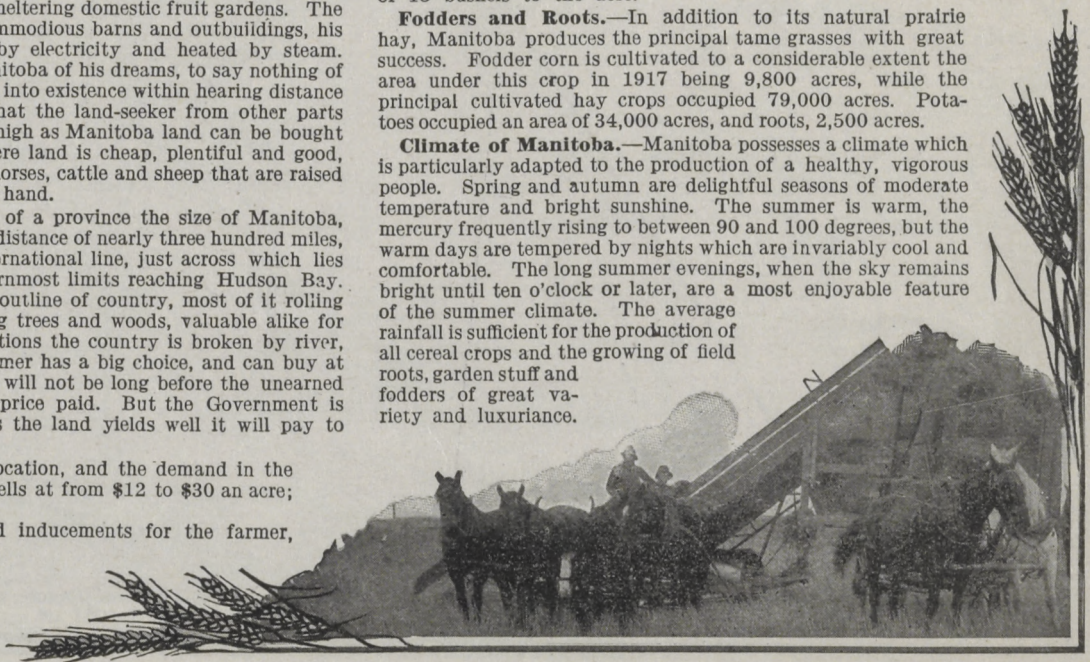 heltering domestic fruit gardens. The
mmodious barns and outbuildings, his
by electricity and heated by steam.
nitoba of his dreams, to say nothing of
into existence within hearing distance
hat the land-seeker from other parts
high as Manitoba land can be bought
ere land is cheap, plentiful and good,
orses, cattle and sheep that are raised
hand.
of a province the size of Manitoba,
distance of nearly three hundred miles,
rnational line, just across which lies
rnmost limits reaching Hudson Bay.
outline of country, most of it rolling
g trees and woods, valuable alike for
tions the country is broken by river,
mer has a big choice, and can buy at
will not be long before the unearned
price paid. But the Government is
s the land yields well it will pay to
ocation, and the demand in the
ells at from $12 to $30 an acre;
d inducements for the farmer,
Fodders and Roots.—In addition to its natural prairie
hay, Manitoba produces the principal tame grasses with great
success. Fodder corn is cultivated to a considerable extent the
area under this crop in 1917 being 9,800 acres, while the
principal cultivated hay crops occupied 79,000 acres. Pota-
toes occupied an area of 34,000 acres, and roots, 2,500 acres.
Climate of Manitoba.—Manitoba possesses a climate which
is particularly adapted to the production of a healthy, vigorous
people. Spring and autumn are delightful seasons of moderate
temperature and bright sunshine. The summer is warm, the
mercury frequently rising to between 90 and 100 degrees, but the
warm days are tempered by nights which are invariably cool and
comfortable. The long summer evenings, when the sky remains
bright until ten o'clock or later, are a most enjoyable feature
of the summer climate. The average
rainfall is sufficient for the production of
all cereal crops and the growing of field
roots, garden stuff and
fodders of great va-
riety and luxuriance.